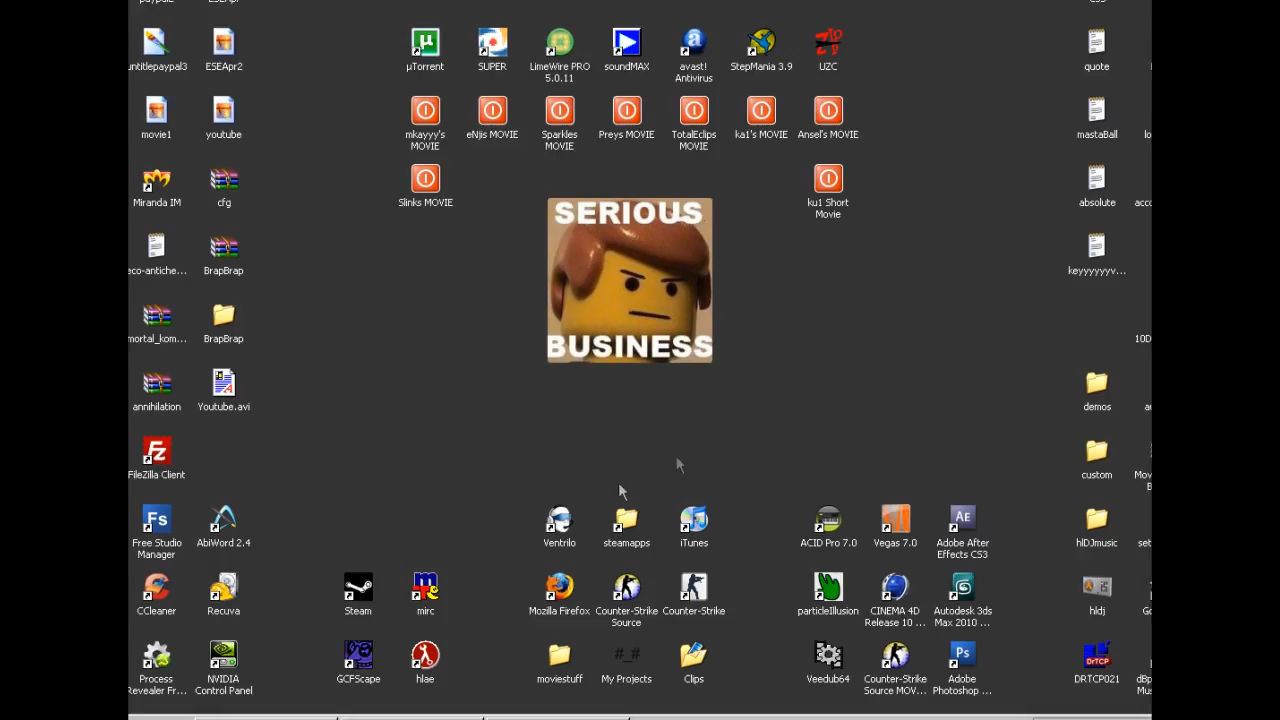 untitlepaypal3
ESEApr2
µTorrent
SUPER
LimeWire PRO
5.0.11
soundMAX
avast!
Antivirus
StepMania 3.9
UZC
quote
movie1
youtube
mkayyy's
MOVIE
eNjis MOVIE
Sparkles
MOVIE
Preys MOVIE
TotalEclips
MOVIE
ka1's MOVIE
Ansel's MOVIE
mastaBall
Miranda IM
cfg
Slinks MOVIE
ku1 Short
Movie
absolute
SERIOUS
BUSINESS
eco-antiche...
BrapBrap
keyyyyyyv...
mortal_kom...
BrapBrap
10D
annihilation
Youtube.avi
demos
FileZilla Client
custom
Free Studio
Manager
AbiWord 2.4
Ventrilo
steamapps
iTunes
ACID Pro 7.0
Vegas 7.0
Adobe After
Effects CS3
hlDJmusic
CCleaner
Recuva
Steam
mirc
Mozilla Firefox
Counter-Strike
Source
Counter-Strike
particleIllusion
CINEMA 4D
Release 10 ...
Autodesk 3ds
Max 2010 ...
hldj
Process
Revealer Fr...
NVIDIA
Control Panel
GCFScape
hlae
moviestuff
#_#
My Projects
Clips
Veedub64
Counter-Strike
Source MOV...
Adobe
Photoshop ...
DRTCP021